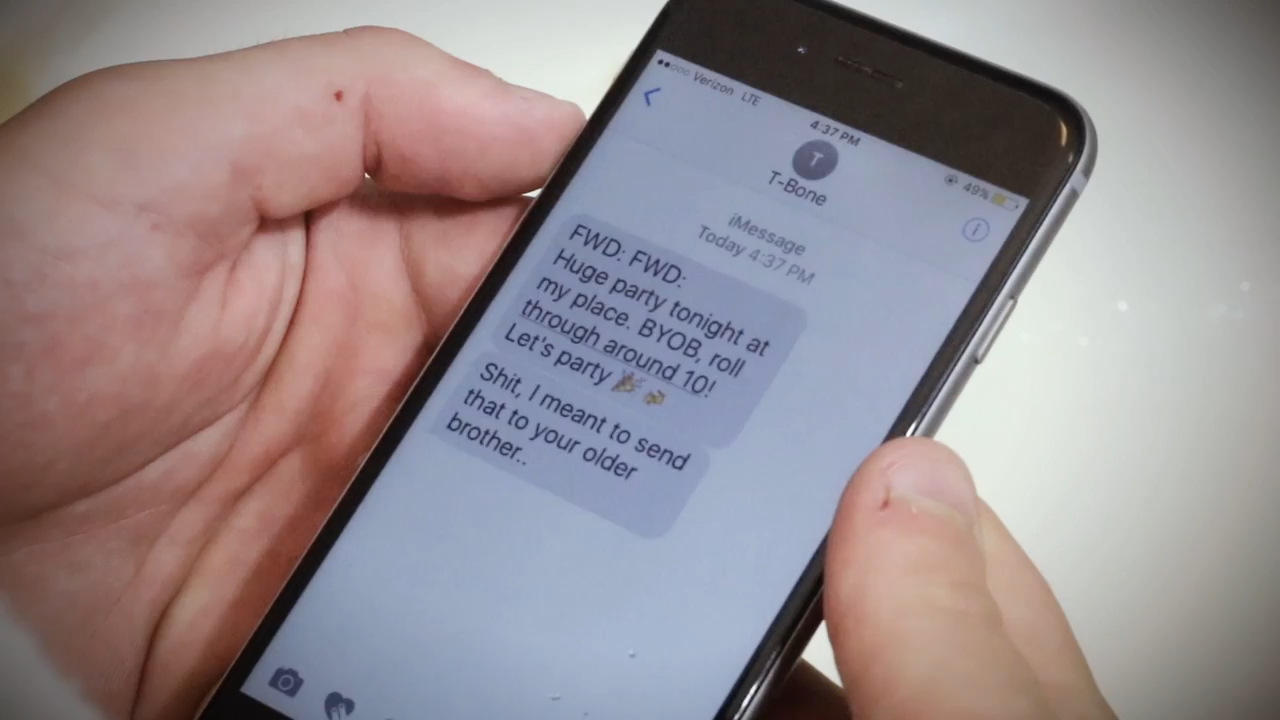 Verizon LTE
4:37 PM
49%
T
T-Bone
iMessage
Today 4:37 PM
FWD: FWD:
Huge party tonight at
my place. BYOB, roll
through around 10!
Let's party 🎉 🍻
Shit, I meant to send
that to your older
brother..